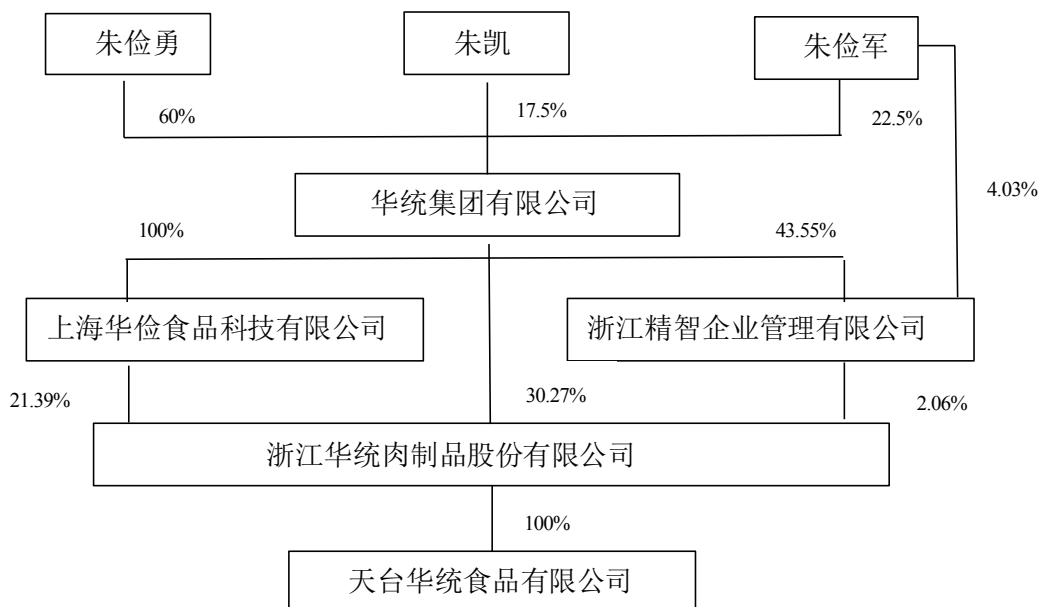 朱俭勇
朱凯
朱俭军
60%
17.5%
22.5%
4.03%
华统集团有限公司
100%
43.55%
上海华俭食品科技有限公司
浙江精智企业管理有限公司
21.39%
30.27%
2.06%
浙江华统肉制品股份有限公司
100%
天台华统食品有限公司